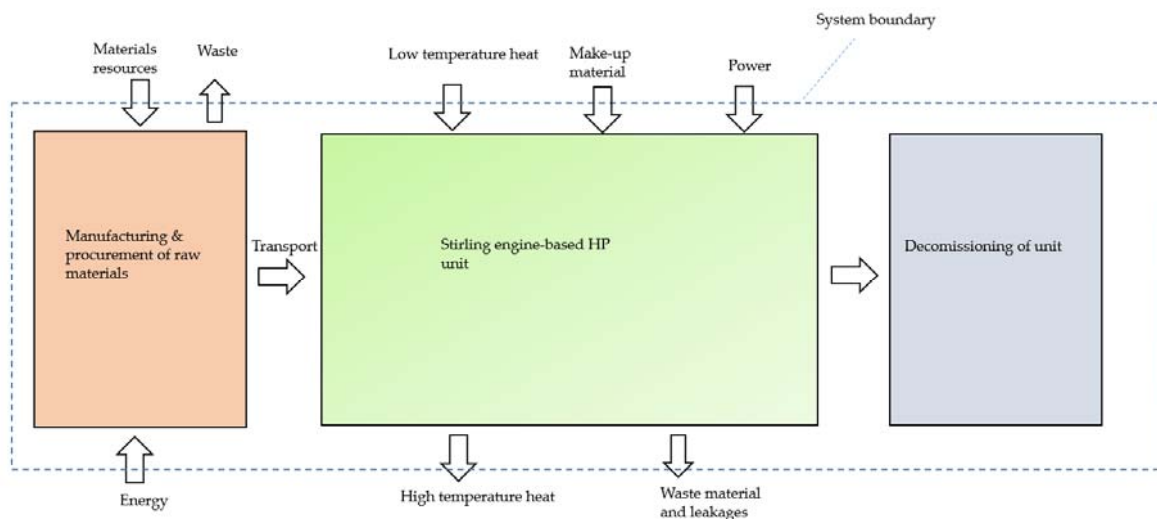 System boundary
Materials
resources
Waste
Low temperature heat
Make-up
material
Power
Manufacturing &
procurement of raw
materials
Transport
Stirling engine-based HP
unit
Decomissioning of unit
Energy
High temperature heat
Waste material
and leakages